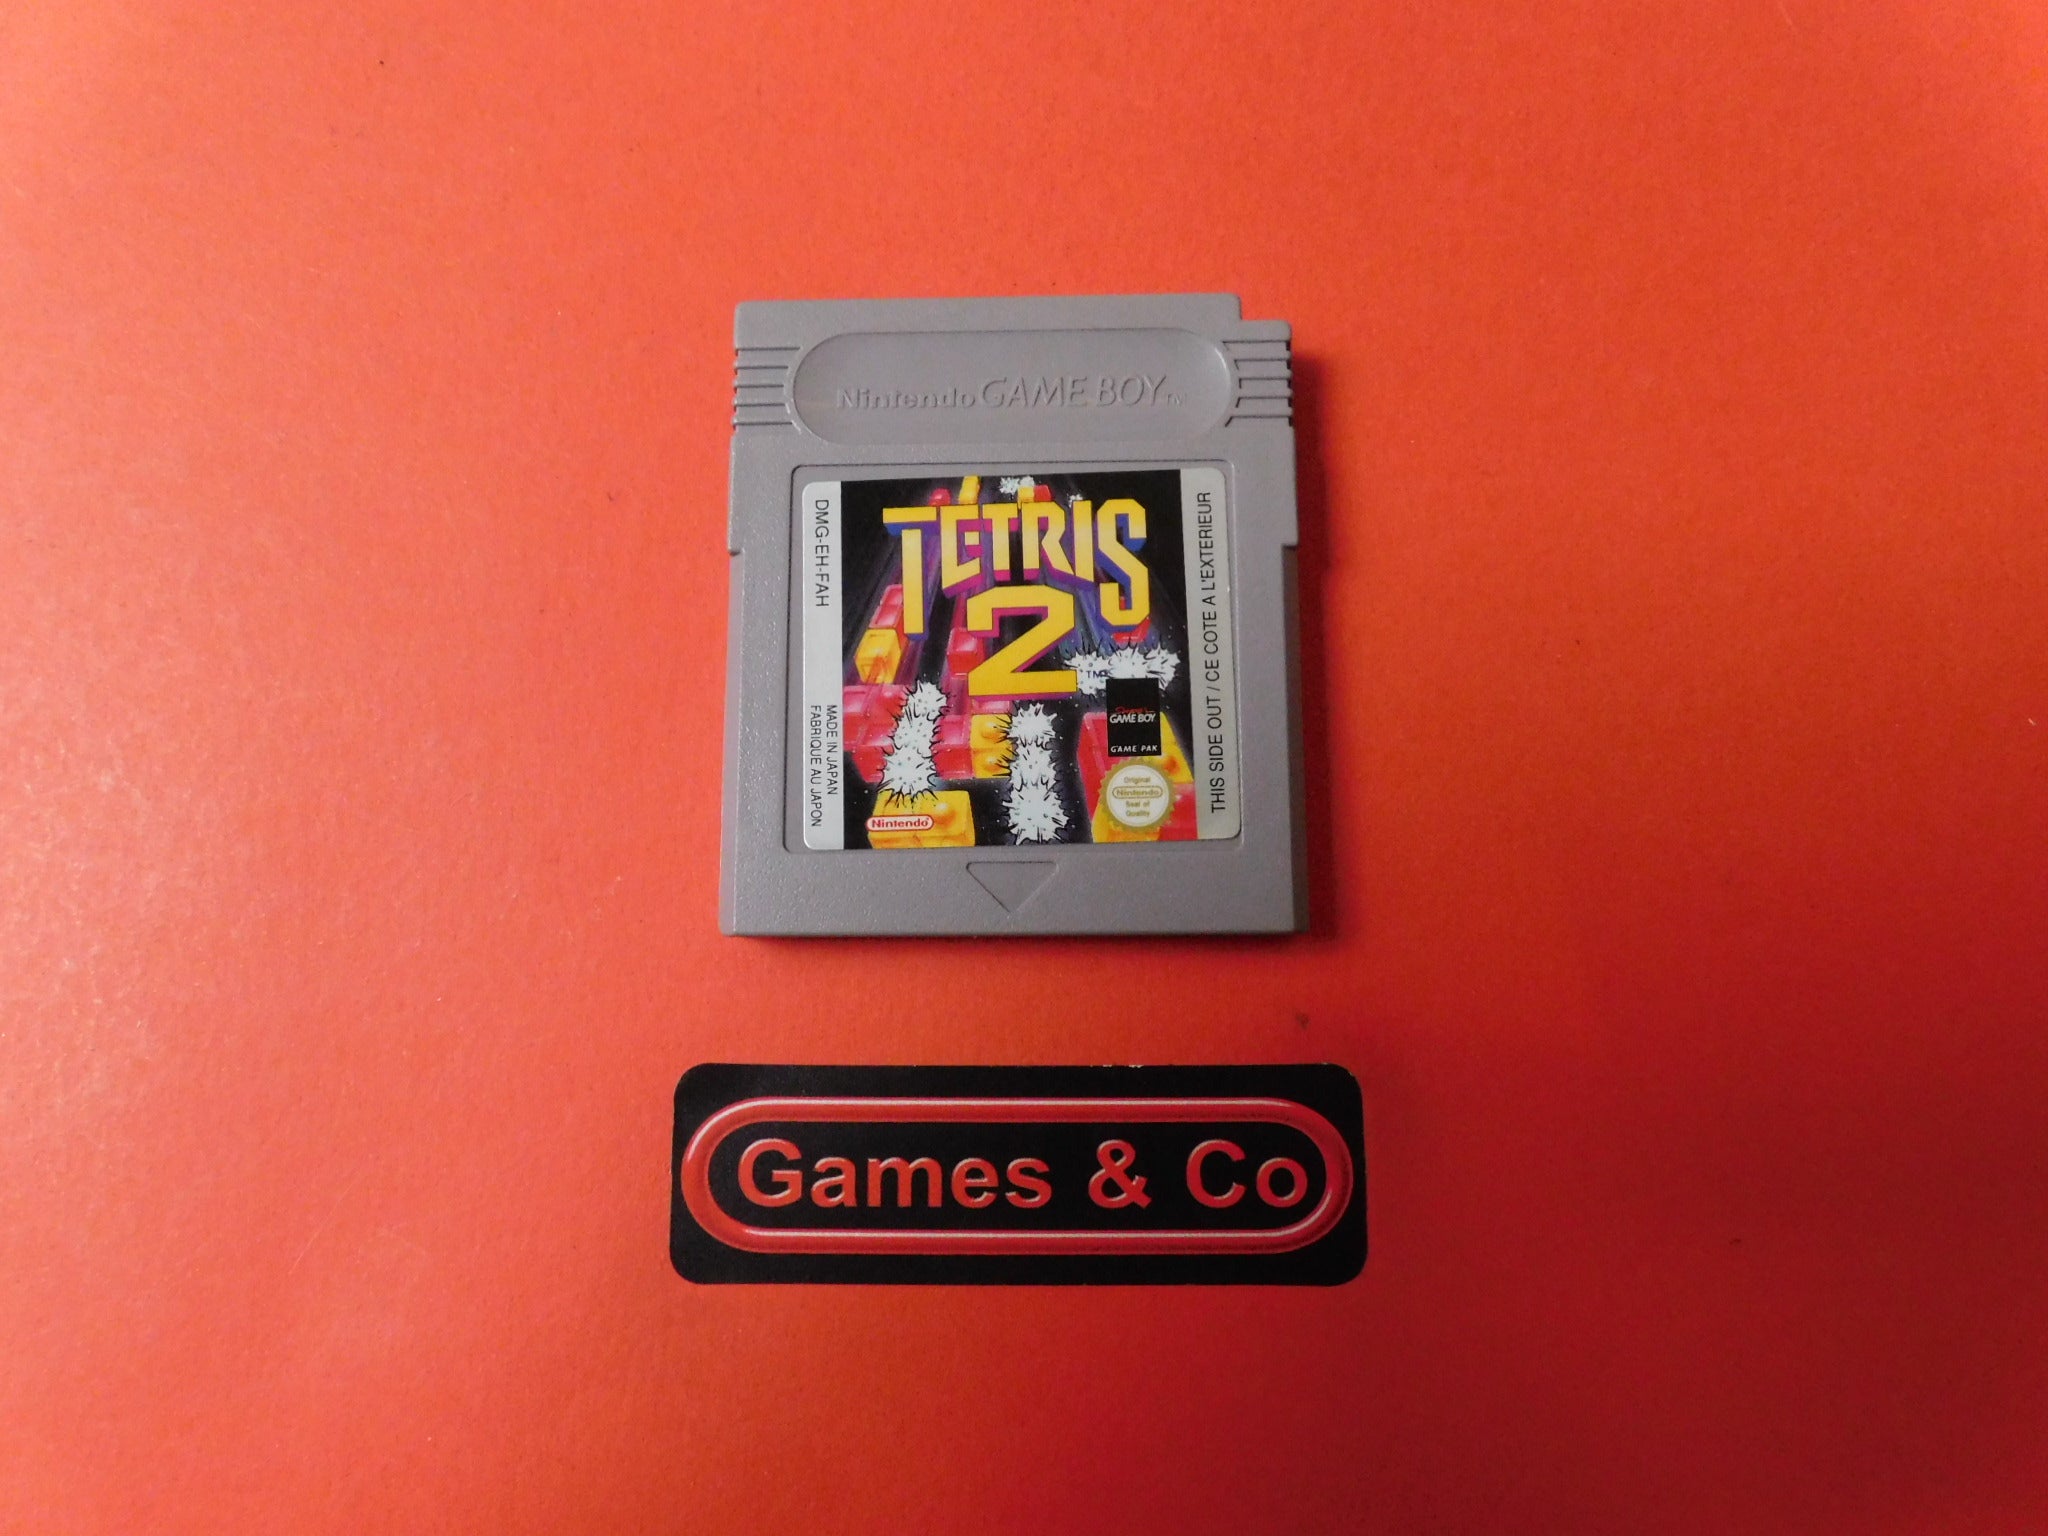 Nintendo GAME BOY TM
DMG-EH-FAH
MADE IN JAPAN
FABRIQUE AU JAPON
TETRIS
2
TM
GAME BOY
GAME PAK
Original
Nintendo
Seal of
Quality
Nintendo
THIS SIDE OUT / CE COTE A L'EXTERIEUR
Games & Co